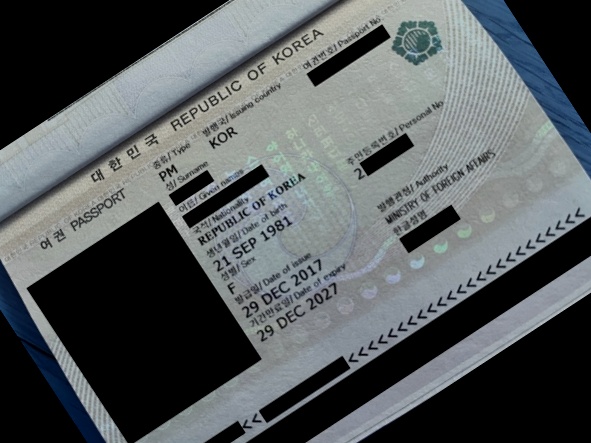 대한민국 REPUBLIC OF KOREA
여권 PASSPORT
종류/ Type 발행국/ Issuing country 여권번호/ Passport No
PM KOR
성/ Surname
이름/ Given names
국적/ Nationality
REPUBLIC OF KOREA
생년월일/ Date of birth 주민등록번호/ Personal No
21 SEP 1981 2
성별/ Sex 발행관청/ Authority
F MINISTRY OF FOREIGN AFFAIRS
발급일/ Date of issue 한글성명
29 DEC 2017
기간만료일/ Date of expiry
29 DEC 2027